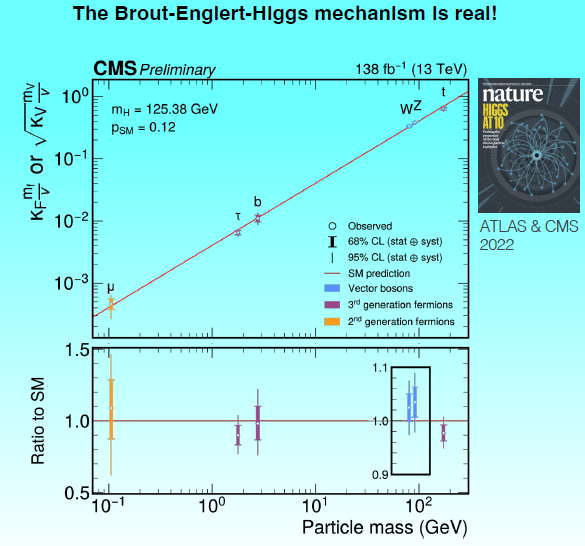 The Brout-Englert-Higgs mechanism is real!
CMS Preliminary
138 fb⁻¹ (13 TeV)
m_H = 125.38 GeV
p_SM = 0.12
κ_F m_f/v or √κ_V m_V/v
10⁰
10⁻¹
10⁻²
10⁻³
μ
τ
b
W
Z
t
Observed
68% CL (stat ⊕ syst)
95% CL (stat ⊕ syst)
SM prediction
Vector bosons
3rd generation fermions
2nd generation fermions
Ratio to SM
1.5
1.0
0.5
1.1
1.0
0.9
10⁻¹
10⁰
10¹
10²
Particle mass (GeV)
nature
HIGGS
AT 10
ATLAS & CMS
2022